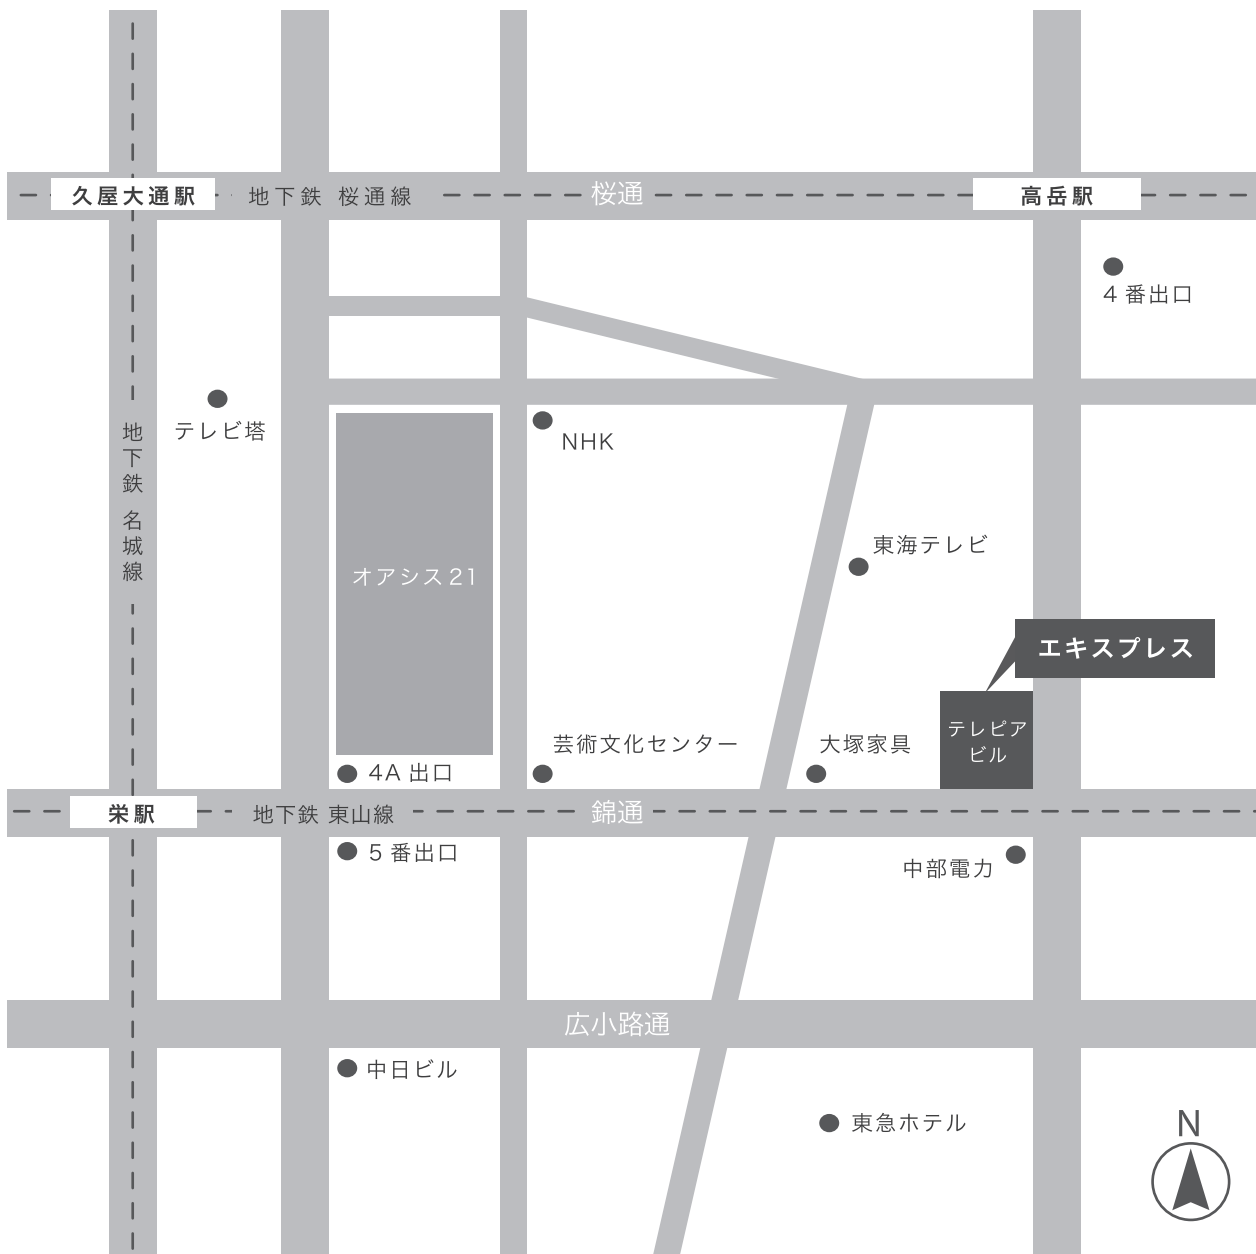 久屋大通駅
地下鉄 桜通線
桜通
高岳駅
4 番出口
テレビ塔
地下鉄 名城線
NHK
東海テレビ
オアシス21
エキスプレス
テレピア
ビル
芸術文化センター
大塚家具
4A 出口
栄駅
地下鉄 東山線
錦通
5 番出口
中部電力
広小路通
中日ビル
東急ホテル
N